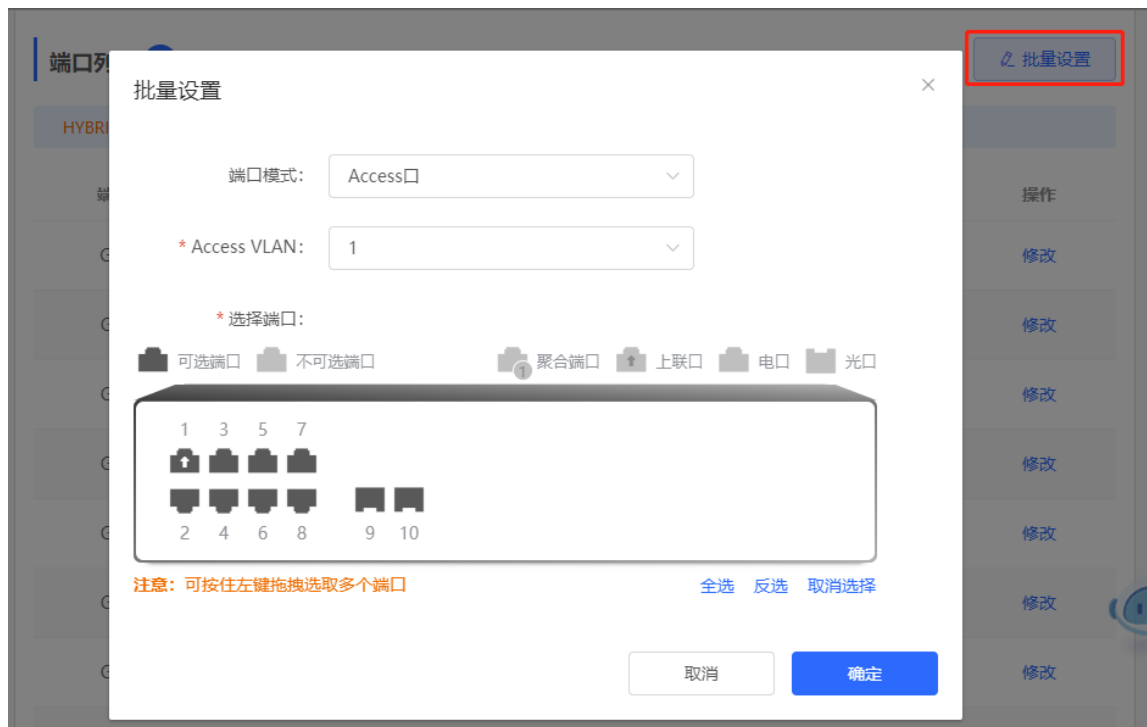 端口列
批量设置
批量设置
HYBRI
端口模式： Access口
操作
* Access VLAN： 1
修改
* 选择端口：
修改
可选端口 不可选端口 1 聚合端口 上联口 电口 光口
修改
1 3 5 7
修改
2 4 6 8 9 10
修改
注意：可按住左键拖拽选取多个端口 全选 反选 取消选择
修改
取消 确定
修改